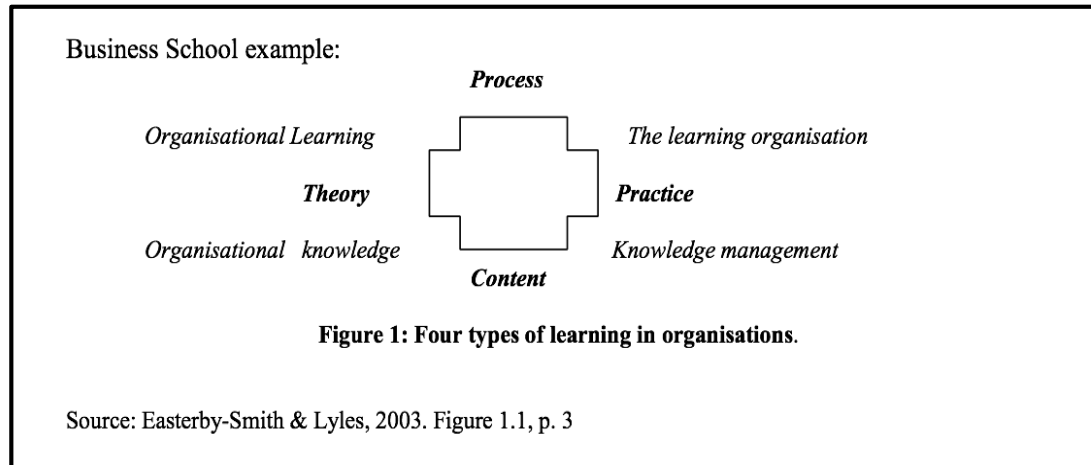 Business School example:
Process
Organisational Learning The learning organisation
Theory Practice
Organisational knowledge Knowledge management
Content
Figure 1: Four types of learning in organisations.
Source: Easterby-Smith & Lyles, 2003. Figure 1.1, p. 3